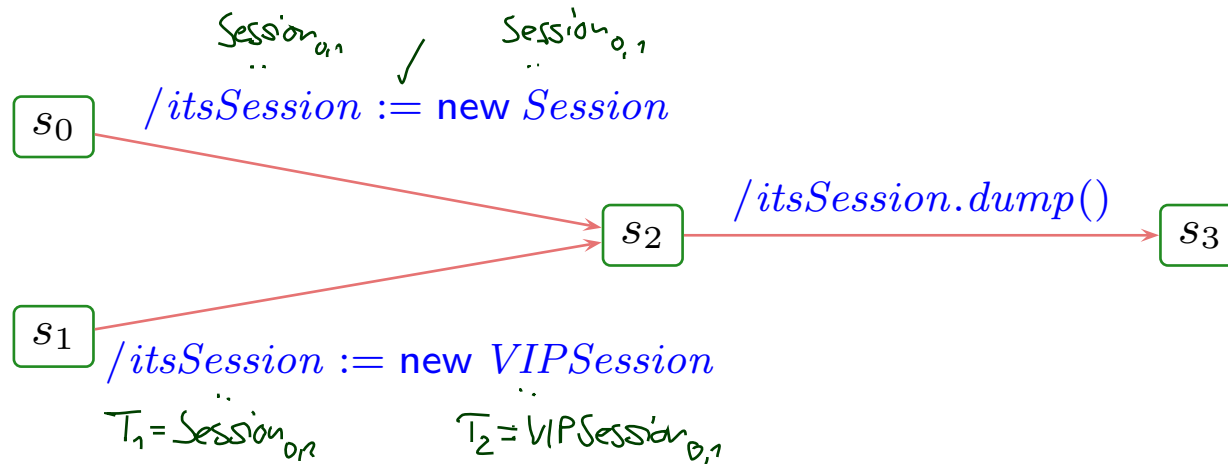 Session₀,₁ ✓ Session₀,₁
/itsSession := new Session
s₀
/itsSession.dump()
s₂
s₃
s₁
/itsSession := new VIPSession
T₁ = Session₀,₁ T₂ = VIPSession₀,₁